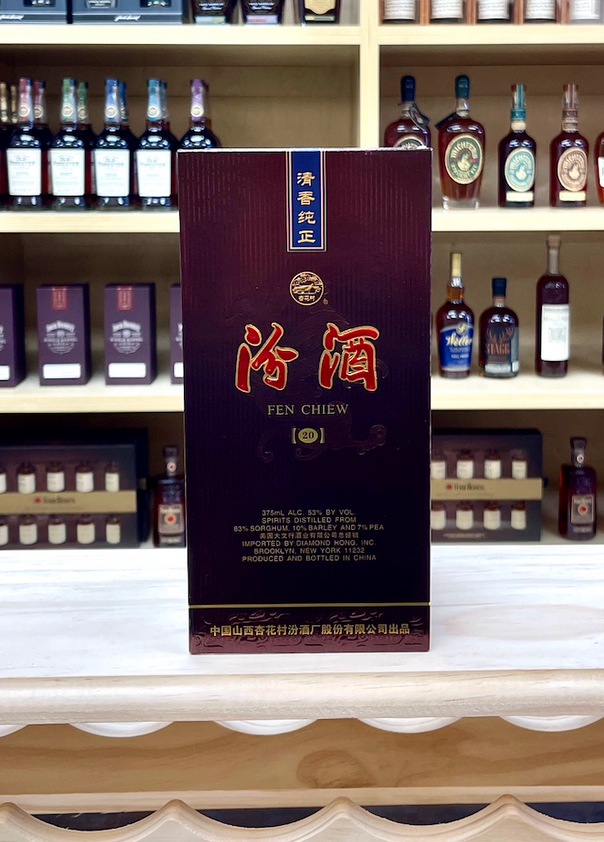 清香纯正
杏花村
®
汾酒
FEN CHIEW
【20】
375mL ALC. 53% BY VOL.
SPIRITS DISTILLED FROM
83% SORGHUM, 10% BARLEY AND 7% PEA
美国大文行酒业有限公司总经销
IMPORTED BY DIAMOND HONG, INC.
BROOKLYN, NEW YORK 11232
PRODUCED AND BOTTLED IN CHINA
中国山西杏花村汾酒厂股份有限公司出品
Weller
STAGG